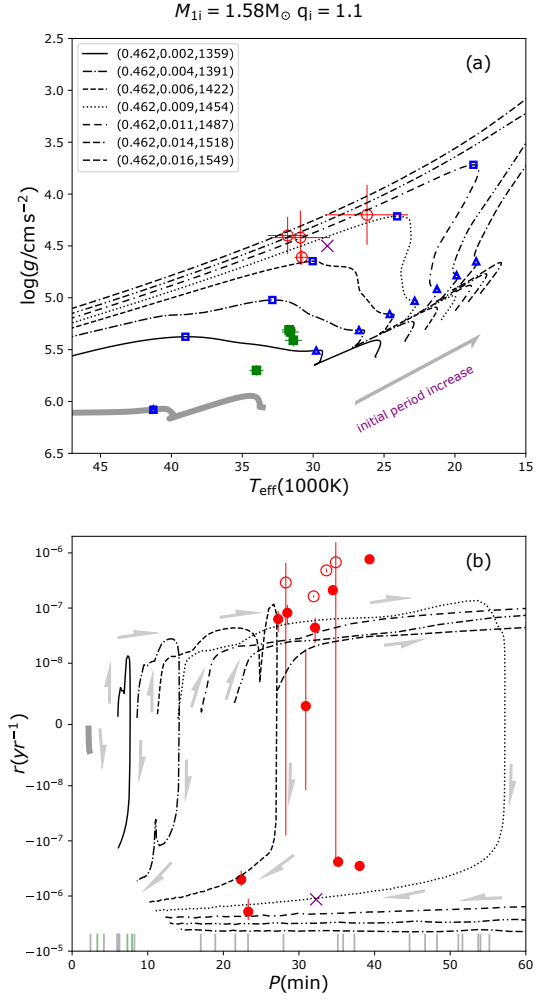 M₁ᵢ = 1.58M☉ qᵢ = 1.1
(a)
(0.462,0.002,1359)
(0.462,0.004,1391)
(0.462,0.006,1422)
(0.462,0.009,1454)
(0.462,0.011,1487)
(0.462,0.014,1518)
(0.462,0.016,1549)
2.5
3.0
3.5
4.0
4.5
5.0
5.5
6.0
6.5
log(g/cm s⁻²)
initial period increase
45 40 35 30 25 20 15
T_eff(1000K)
(b)
10⁻⁶
10⁻⁷
10⁻⁸
0
−10⁻⁸
−10⁻⁷
−10⁻⁶
−10⁻⁵
r(yr⁻¹)
0 10 20 30 40 50 60
P(min)